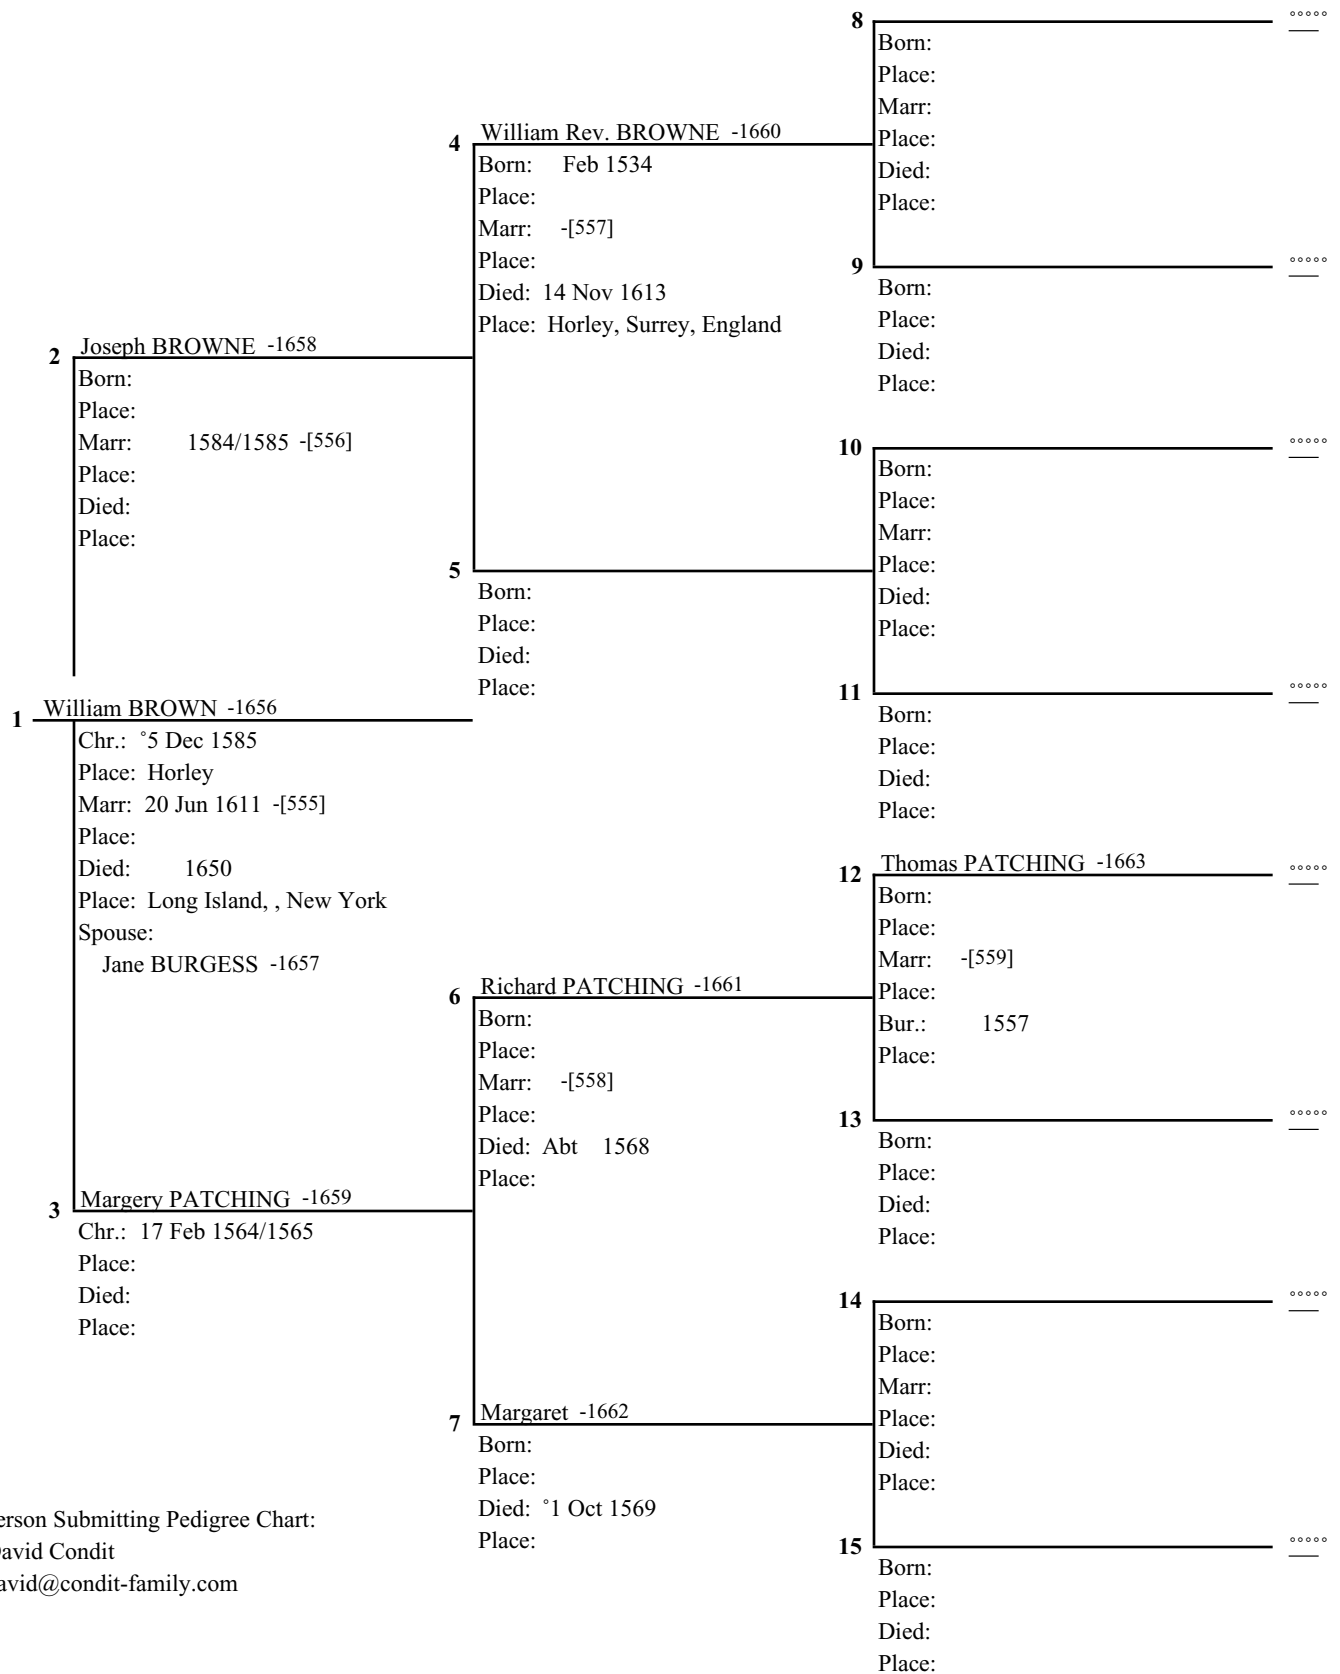 8 °°°°°
Born:
Place:
Marr:
Place:
Died:
Place:
4 William Rev. BROWNE -1660
Born: Feb 1534
Place:
Marr: -[557]
Place:
Died: 14 Nov 1613
Place: Horley, Surrey, England
9 °°°°°
Born:
Place:
Died:
Place:
2 Joseph BROWNE -1658
Born:
Place:
Marr: 1584/1585 -[556]
Place:
Died:
Place:
10 °°°°°
Born:
Place:
Marr:
Place:
Died:
Place:
5
Born:
Place:
Died:
Place:
11 °°°°°
Born:
Place:
Died:
Place:
1 William BROWN -1656
Chr.: °5 Dec 1585
Place: Horley
Marr: 20 Jun 1611 -[555]
Place:
Died: 1650
Place: Long Island, , New York
Spouse:
Jane BURGESS -1657
12 Thomas PATCHING -1663 °°°°°
Born:
Place:
Marr: -[559]
Place:
Bur.: 1557
Place:
6 Richard PATCHING -1661
Born:
Place:
Marr: -[558]
Place:
Died: Abt 1568
Place:
13 °°°°°
Born:
Place:
Died:
Place:
3 Margery PATCHING -1659
Chr.: 17 Feb 1564/1565
Place:
Died:
Place:
14 °°°°°
Born:
Place:
Marr:
Place:
Died:
Place:
7 Margaret -1662
Born:
Place:
Died: °1 Oct 1569
Place:
15 °°°°°
Born:
Place:
Died:
Place:
erson Submitting Pedigree Chart:
David Condit
avid@condit-family.com